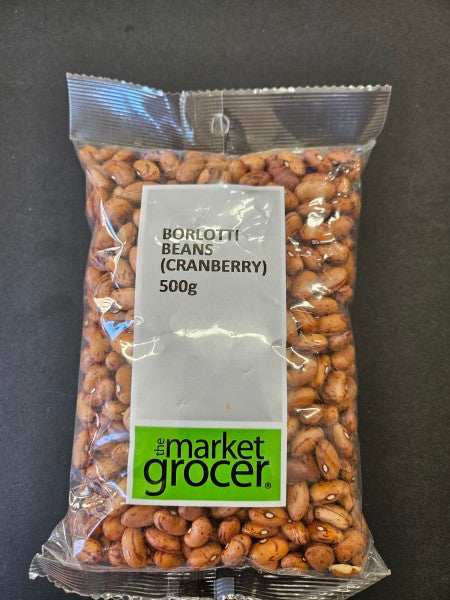 BORLOTTI
BEANS
(CRANBERRY)
500g
the market
grocer®